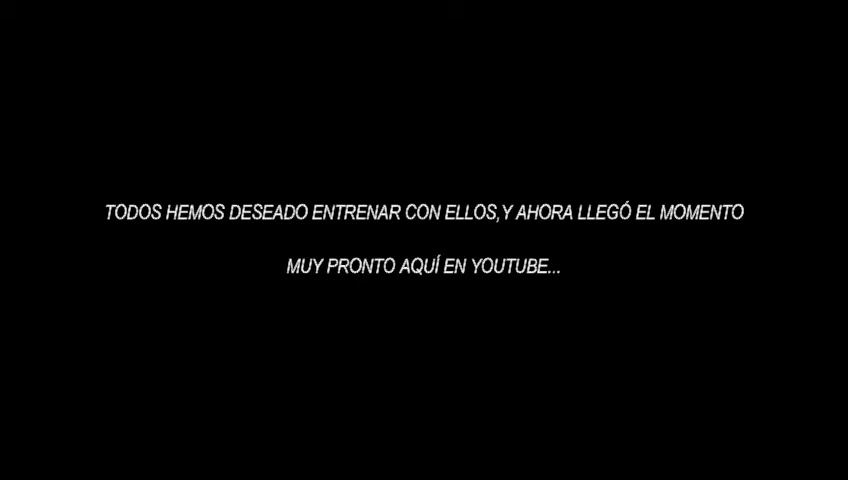 TODOS HEMOS DESEADO ENTRENAR CON ELLOS,Y AHORA LLEGÓ EL MOMENTO
MUY PRONTO AQUÍ EN YOUTUBE...